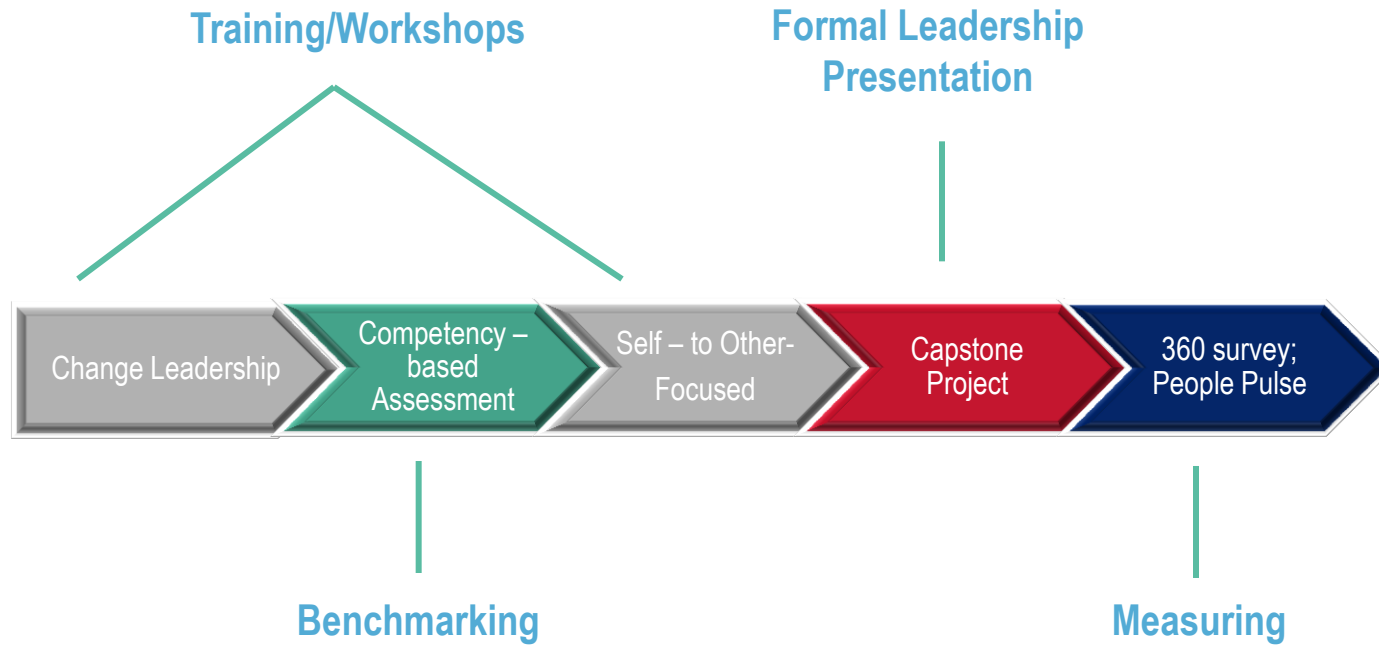 Training/Workshops
Formal Leadership
Presentation
Change Leadership
Competency –
based
Assessment
Self – to Other-
Focused
Capstone
Project
360 survey;
People Pulse
Benchmarking
Measuring